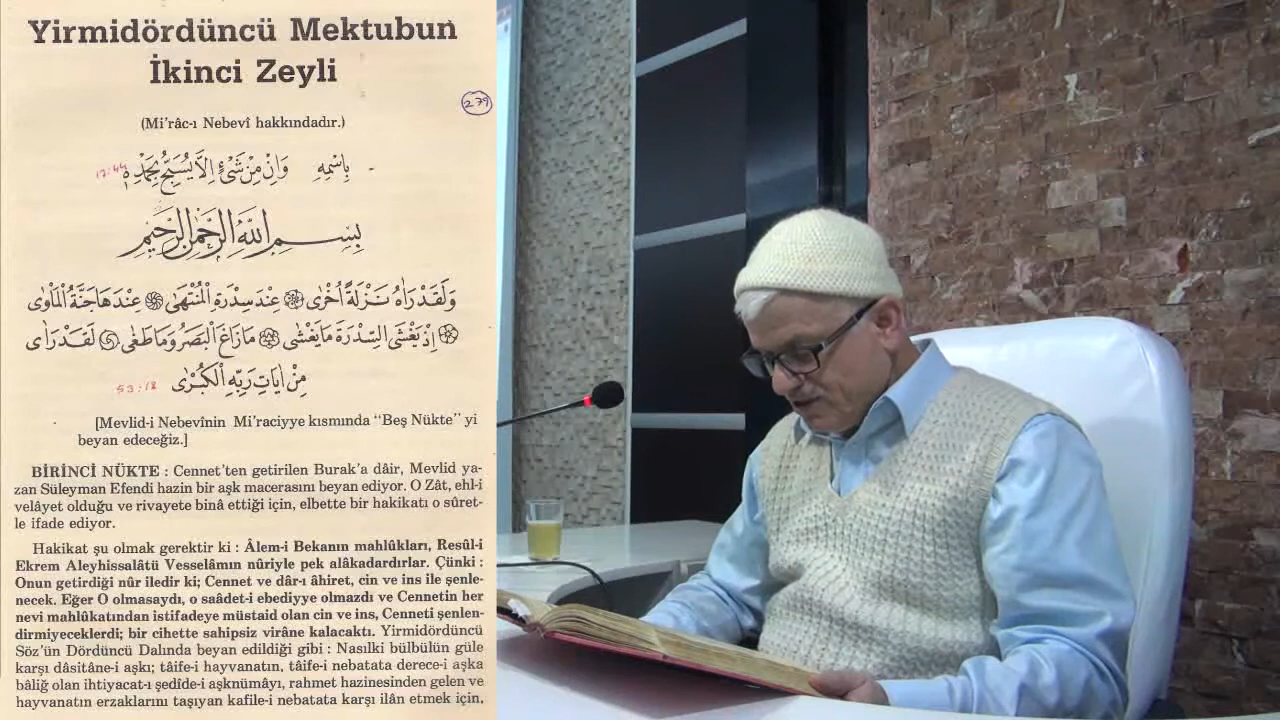 Yirmidördüncü Mektubun
İkinci Zeyli
279
(Mi'râc-ı Nebevî hakkındadır.)
بِاسْمِهِ وَاِنْ مِنْ شَىْءٍ اِلَّا يُسَبِّحُ بِحَمْدِهِ 17:44
بِسْمِ اللّٰهِ الرَّحْمٰنِ الرَّحِيمِ
وَلَقَدْ رَاٰهُ نَزْلَةً اُخْرٰى ۞ عِنْدَ سِدْرَةِ الْمُنْتَهٰى ۞ عِنْدَهَا جَنَّةُ الْمَاْوٰى
۞ اِذْ يَغْشَى السِّدْرَةَ مَا يَغْشٰى ۞ مَا زَاغَ الْبَصَرُ وَمَا طَغٰى ۞ لَقَدْ رَاٰى
مِنْ اٰيَاتِ رَبِّهِ الْكُبْرٰى 53:18
[Mevlid-i Nebevînin Mi'raciyye kısmında "Beş Nükte" yi
beyan edeceğiz.]
BİRİNCİ NÜKTE : Cennet'ten getirilen Burak'a dâir, Mevlid ya-
zan Süleyman Efendi hazin bir aşk macerasını beyan ediyor. O Zât, ehl-i
velâyet olduğu ve rivayete binâ ettiği için, elbette bir hakikatı o sûret-
le ifade ediyor.
Hakikat şu olmak gerektir ki : Âlem-i Bekanın mahlûkları, Resûl-i
Ekrem Aleyhissalâtü Vesselâmın nûriyle pek alâkadardırlar. Çünki :
Onun getirdiği nûr iledir ki; Cennet ve dâr-ı âhiret, cin ve ins ile şenle-
necek. Eğer O olmasaydı, o saâdet-i ebediyye olmazdı ve Cennetin her
nevi mahlûkatından istifadeye müstaid olan cin ve ins, Cenneti şenlen-
dirmiyeceklerdi; bir cihette sahipsiz virâne kalacaktı. Yirmidördüncü
Söz'ün Dördüncü Dalında beyan edildiği gibi : Nasılki bülbülün güle
karşı dâsitâne-i aşkı; tâife-i hayvanatın, tâife-i nebatata derece-i aşka
bâliğ olan ihtiyacat-ı şedîde-i aşknümâyı, rahmet hazinesinden gelen ve
hayvanatın erzaklarını taşıyan kafile-i nebatata karşı ilân etmek için,